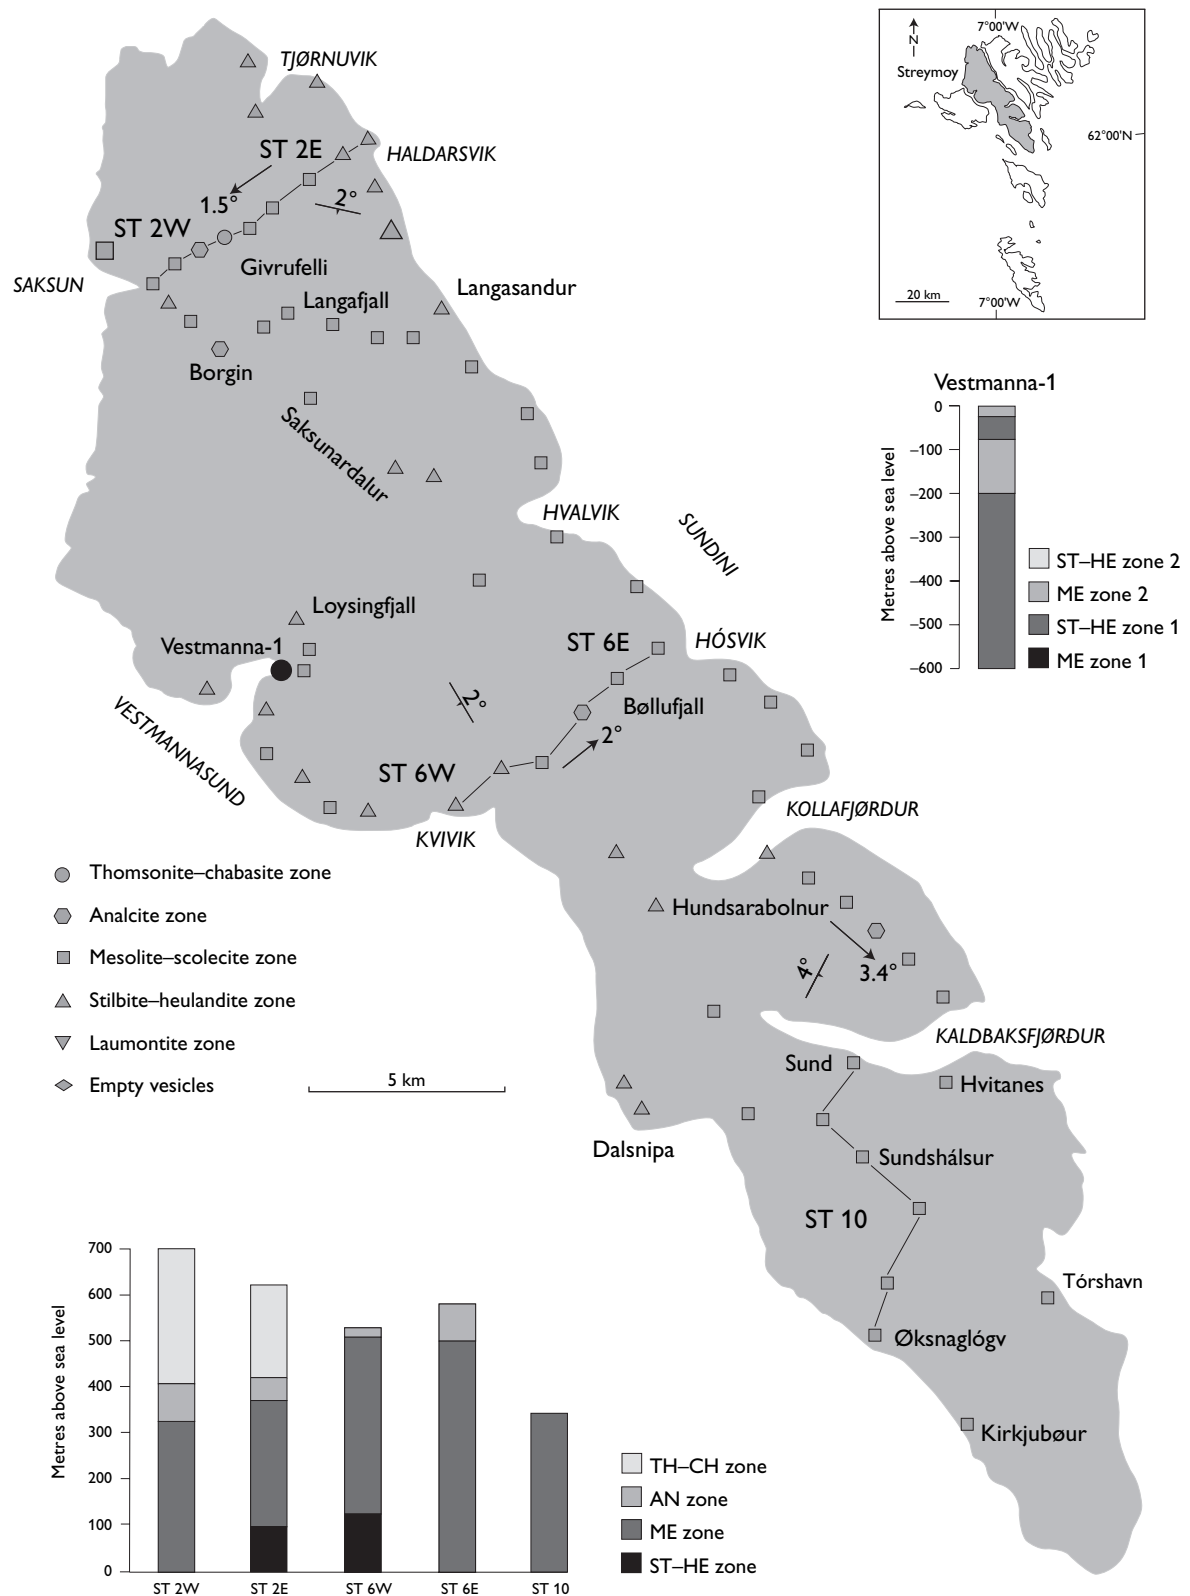 TJØRNUVIK
ST 2E
HALDARSVIK
1.5°
2°
ST 2W
SAKSUN
Givrufelli
Langafjall
Langasandur
Borgin
Saksunardalur
HVALVIK
SUNDINI
Loysingfjall
Vestmanna-1
ST 6E
HÓSVIK
VESTMANNASUND
2°
Bøllufjall
2°
ST 6W
KVIVIK
KOLLAFJØRDUR
Hundsarabolnur
4°
3.4°
KALDBAKSFJØRÐUR
Sund
Hvitanes
Dalsnipa
Sundshálsur
ST 10
Tórshavn
Øksnaglógv
Kirkjubøur
N
7°00'W
Streymoy
62°00'N
20 km
7°00'W
Vestmanna-1
Metres above sea level
0
–100
–200
–300
–400
–500
–600
ST–HE zone 2
ME zone 2
ST–HE zone 1
ME zone 1
Thomsonite–chabasite zone
Analcite zone
Mesolite–scolecite zone
Stilbite–heulandite zone
Laumontite zone
Empty vesicles
5 km
Metres above sea level
700
600
500
400
300
200
100
0
ST 2W ST 2E ST 6W ST 6E ST 10
TH–CH zone
AN zone
ME zone
ST–HE zone